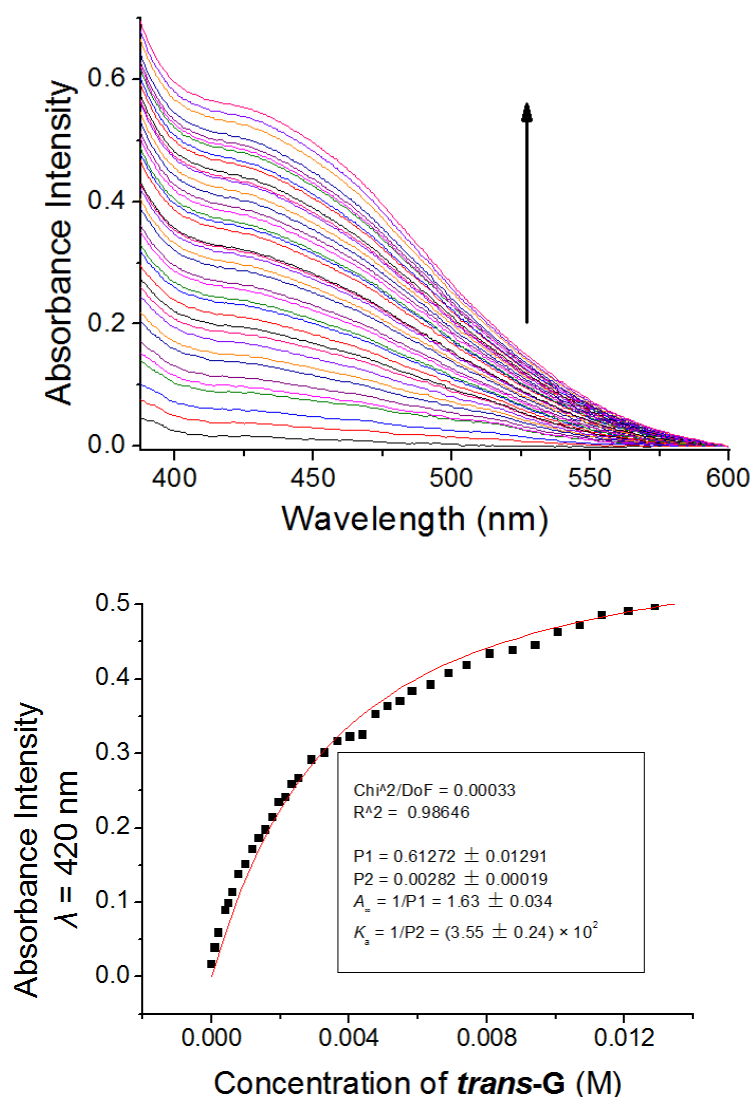 0.6
0.4
0.2
0.0
Absorbance Intensity
400
450
500
550
600
Wavelength (nm)
0.5
0.4
0.3
0.2
0.1
0.0
Absorbance Intensity
λ = 420 nm
Chi^2/DoF = 0.00033
R^2 = 0.98646
P1 = 0.61272 ± 0.01291
P2 = 0.00282 ± 0.00019
A∞ = 1/P1 = 1.63 ± 0.034
Ka = 1/P2 = (3.55 ± 0.24) × 10²
0.000
0.004
0.008
0.012
Concentration of trans-G (M)